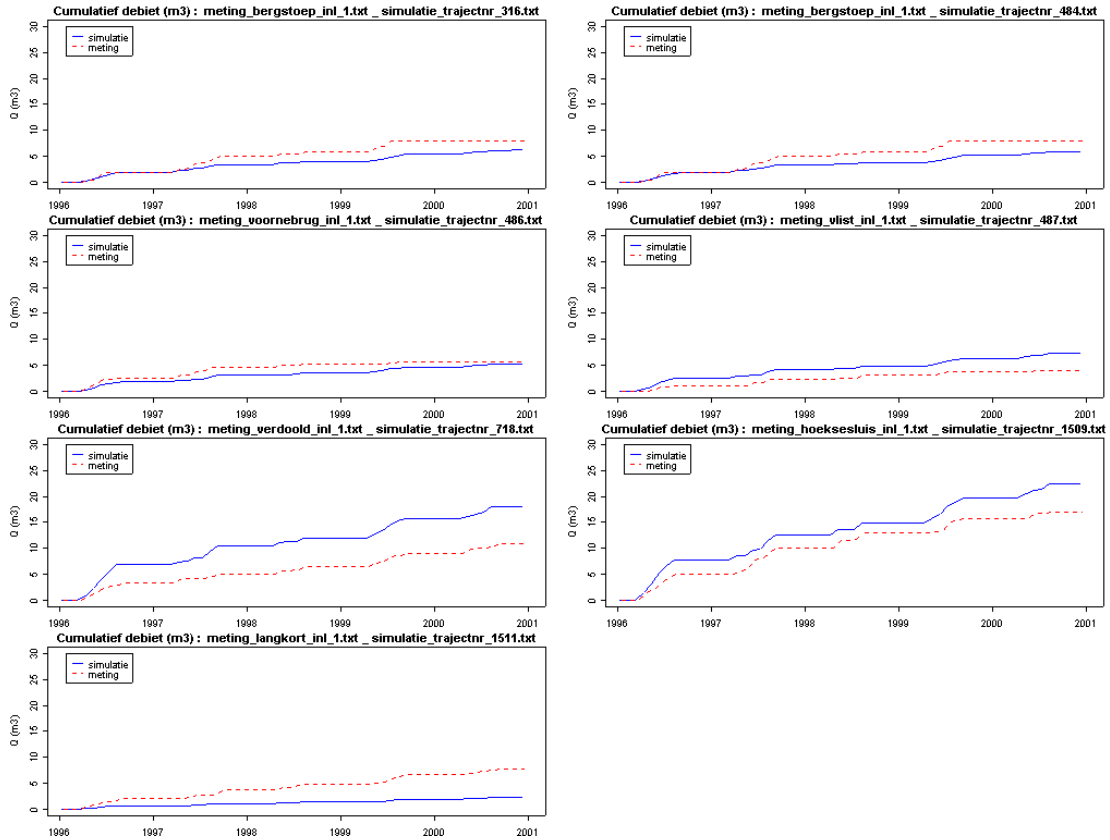 Cumulatief debiet (m3) : meting_bergstoep_inl_1.txt _ simulatie_trajectnr_316.txt
simulatie
meting
Q (m3)
30
25
20
15
10
5
0
1996 1997 1998 1999 2000 2001
Cumulatief debiet (m3) : meting_bergstoep_inl_1.txt _ simulatie_trajectnr_484.txt
simulatie
meting
Q (m3)
30
25
20
15
10
5
0
1996 1997 1998 1999 2000 2001
Cumulatief debiet (m3) : meting_voornebrug_inl_1.txt _ simulatie_trajectnr_486.txt
simulatie
meting
Q (m3)
30
25
20
15
10
5
0
1996 1997 1998 1999 2000 2001
Cumulatief debiet (m3) : meting_vlist_inl_1.txt _ simulatie_trajectnr_487.txt
simulatie
meting
Q (m3)
30
25
20
15
10
5
0
1996 1997 1998 1999 2000 2001
Cumulatief debiet (m3) : meting_verdoold_inl_1.txt _ simulatie_trajectnr_718.txt
simulatie
meting
Q (m3)
30
25
20
15
10
5
0
1996 1997 1998 1999 2000 2001
Cumulatief debiet (m3) : meting_hoeksesluis_inl_1.txt _ simulatie_trajectnr_1509.txt
simulatie
meting
Q (m3)
30
25
20
15
10
5
0
1996 1997 1998 1999 2000 2001
Cumulatief debiet (m3) : meting_langkort_inl_1.txt _ simulatie_trajectnr_1511.txt
simulatie
meting
Q (m3)
30
25
20
15
10
5
0
1996 1997 1998 1999 2000 2001